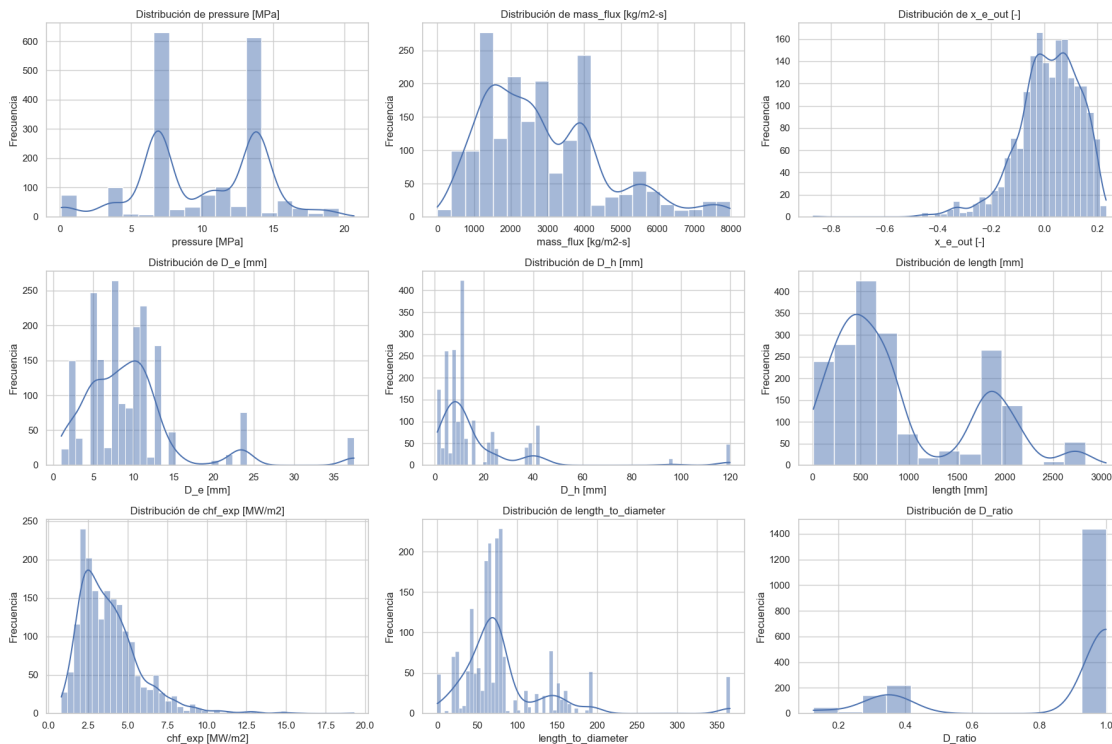 Distribución de pressure [MPa]
Frecuencia
600
500
400
300
200
100
0
0 5 10 15 20
pressure [MPa]
Distribución de mass_flux [kg/m2-s]
Frecuencia
250
200
150
100
50
0
0 1000 2000 3000 4000 5000 6000 7000 8000
mass_flux [kg/m2-s]
Distribución de x_e_out [-]
Frecuencia
160
140
120
100
80
60
40
20
0
−0.8 −0.6 −0.4 −0.2 0.0 0.2
x_e_out [-]
Distribución de D_e [mm]
Frecuencia
250
200
150
100
50
0
0 5 10 15 20 25 30 35
D_e [mm]
Distribución de D_h [mm]
Frecuencia
400
350
300
250
200
150
100
50
0
0 20 40 60 80 100 120
D_h [mm]
Distribución de length [mm]
Frecuencia
400
350
300
250
200
150
100
50
0
0 500 1000 1500 2000 2500 3000
length [mm]
Distribución de chf_exp [MW/m2]
Frecuencia
250
200
150
100
50
0
0.0 2.5 5.0 7.5 10.0 12.5 15.0 17.5 20.0
chf_exp [MW/m2]
Distribución de length_to_diameter
Frecuencia
200
150
100
50
0
0 50 100 150 200 250 300 350
length_to_diameter
Distribución de D_ratio
Frecuencia
1400
1200
1000
800
600
400
200
0
0.2 0.4 0.6 0.8 1.0
D_ratio